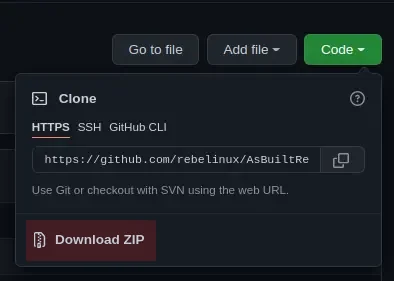 Go to file Add file Code
Clone
HTTPS SSH GitHub CLI
https://github.com/rebelinux/AsBuiltRe
Use Git or checkout with SVN using the web URL.
Download ZIP